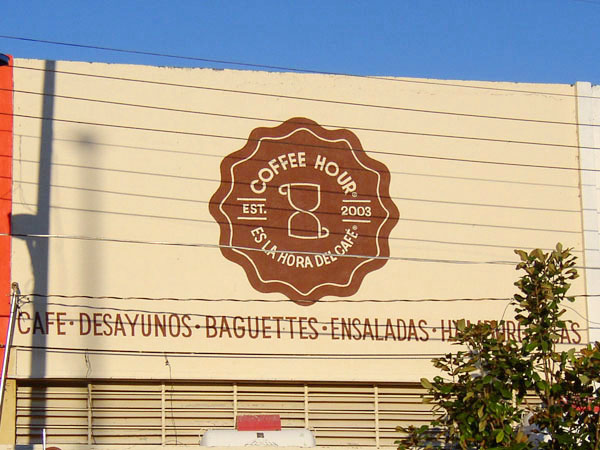 COFFEE HOUR®
EST. 2003
ES LA HORA DEL CAFÉ®
CAFE · DESAYUNOS · BAGUETTES · ENSALADAS ·